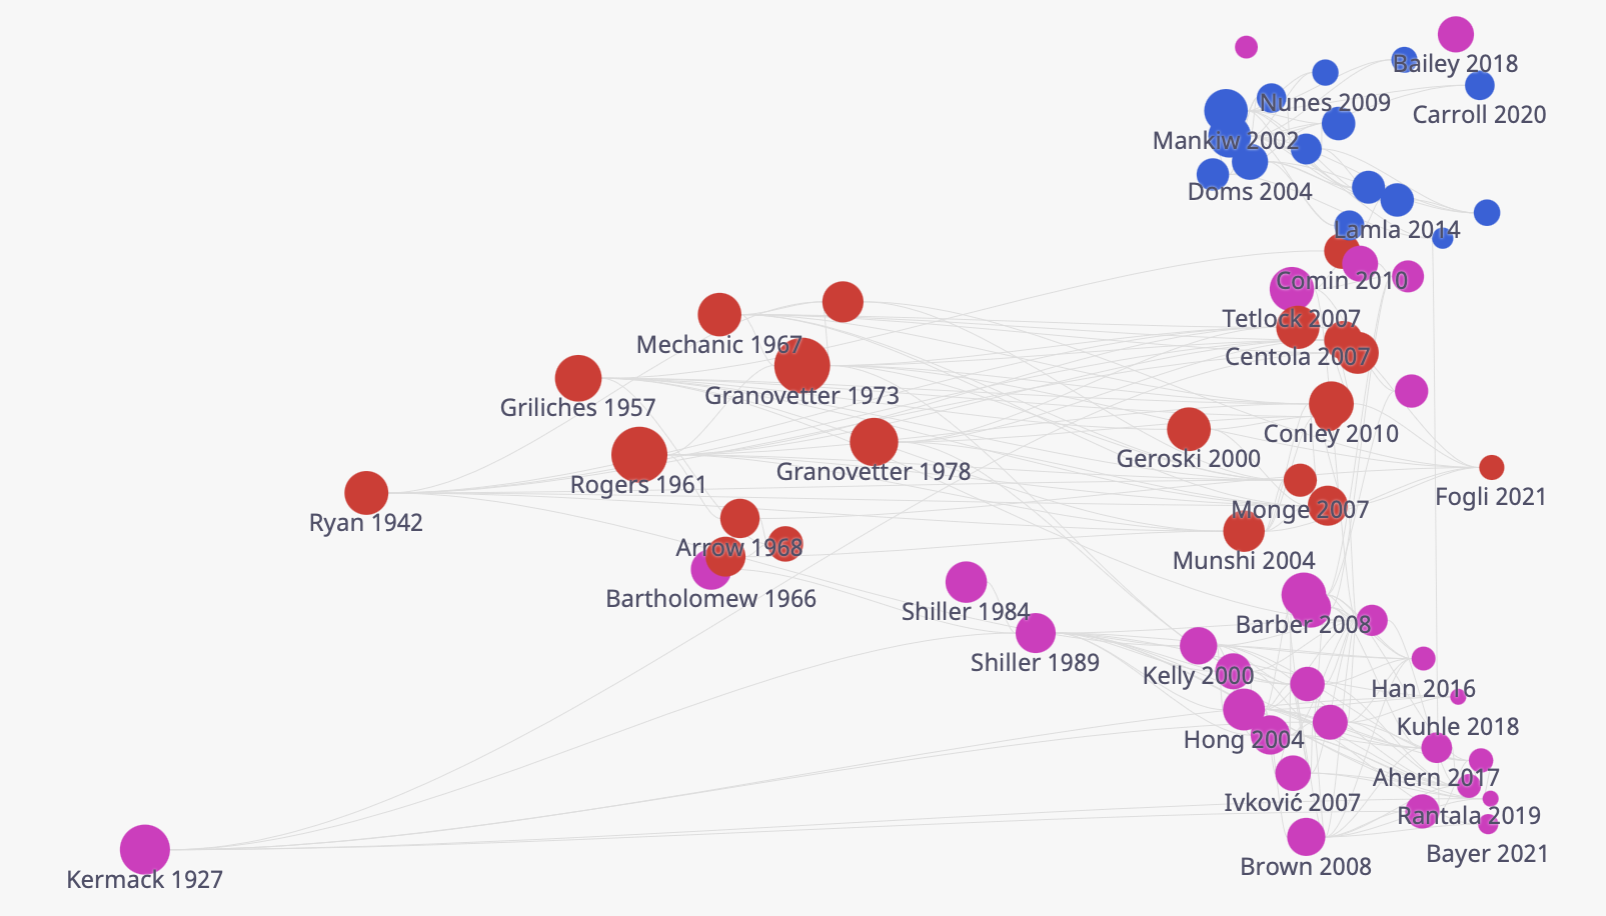 Bailey 2018
Nunes 2009
Carroll 2020
Mankiw 2002
Doms 2004
Lamla 2014
Comin 2010
Tetlock 2007
Mechanic 1967
Centola 2007
Granovetter 1973
Griliches 1957
Conley 2010
Geroski 2000
Granovetter 1978
Rogers 1961
Fogli 2021
Monge 2007
Ryan 1942
Arrow 1968
Munshi 2004
Bartholomew 1966
Shiller 1984
Barber 2008
Shiller 1989
Kelly 2000
Han 2016
Kuhle 2018
Hong 2004
Ahern 2017
Ivković 2007
Rantala 2019
Bayer 2021
Brown 2008
Kermack 1927